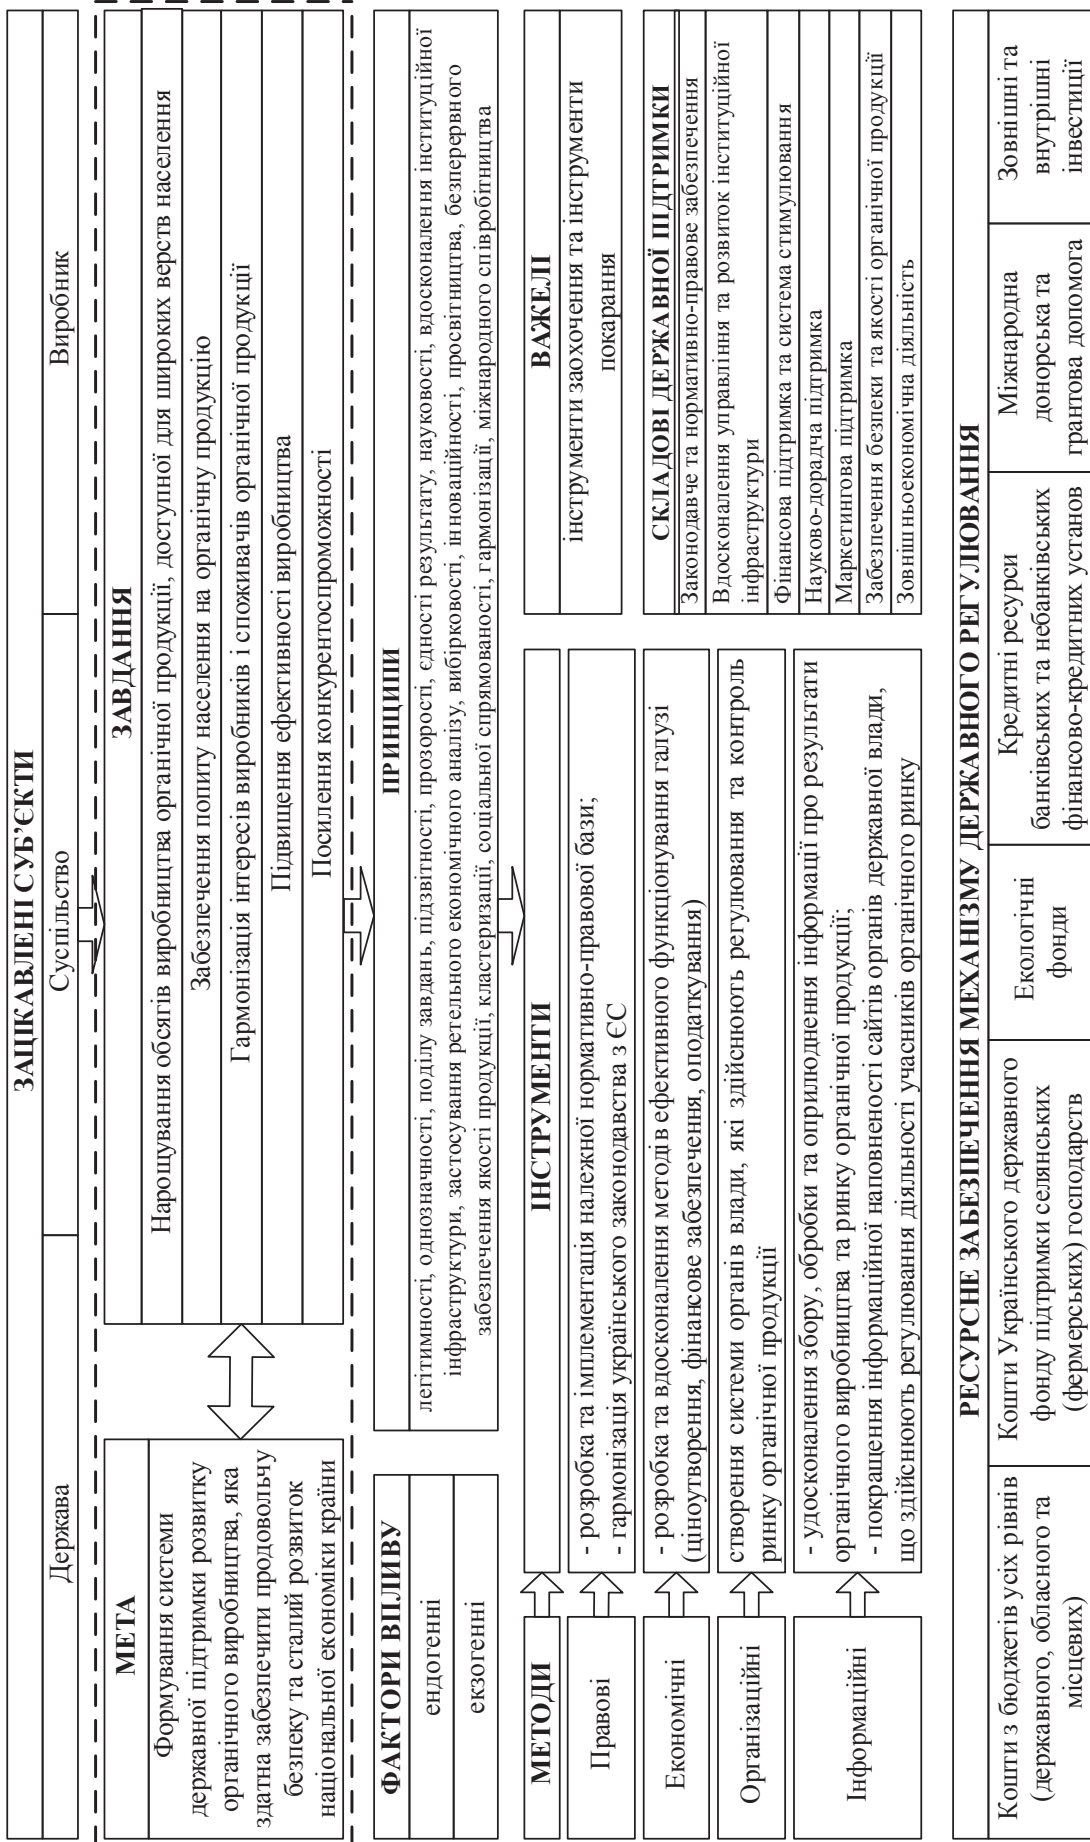 ЗАЦІКАВЛЕНІ СУБ’ЄКТИ
Держава
Суспільство
Виробник
МЕТА
Формування системи
державної підтримки розвитку
органічного виробництва, яка
здатна забезпечити продовольчу
безпеку та сталий розвиток
національної економіки країни
ЗАВДАННЯ
Нарощування обсягів виробництва органічної продукції, доступної для широких верств населення
Забезпечення попиту населення на органічну продукцію
Гармонізація інтересів виробників і споживачів органічної продукції
Підвищення ефективності виробництва
Посилення конкурентоспроможності
ФАКТОРИ ВПЛИВУ
ендогенні
екзогенні
ПРИНЦИПИ
легітимності, однозначності, поділу завдань, підзвітності, прозорості, єдності результату, науковості, вдосконалення інституційної
інфраструктури, застосування ретельного економічного аналізу, вибірковості, інноваційності, просвітництва, безперервного
забезпечення якості продукції, кластеризації, соціальної спрямованості, гармонізації, міжнародного співробітництва
МЕТОДИ
Правові
Економічні
Організаційні
Інформаційні
ІНСТРУМЕНТИ
- розробка та імплементація належної нормативно-правової бази;
- гармонізація українського законодавства з ЄС
- розробка та вдосконалення методів ефективного функціонування галузі
(ціноутворення, фінансове забезпечення, оподаткування)
створення системи органів влади, які здійснюють регулювання та контроль
ринку органічної продукції
- удосконалення збору, обробки та оприлюднення інформації про результати
органічного виробництва та ринку органічної продукції;
- покращення інформаційної наповненості сайтів органів державної влади,
що здійснюють регулювання діяльності учасників органічного ринку
ВАЖЕЛІ
інструменти заохочення та інструменти
покарання
СКЛАДОВІ ДЕРЖАВНОЇ ПІДТРИМКИ
Законодавче та нормативно-правове забезпечення
Вдосконалення управління та розвиток інституційної
інфраструктури
Фінансова підтримка та система стимулювання
Науково-дорадча підтримка
Маркетингова підтримка
Забезпечення безпеки та якості органічної продукції
Зовнішньоекономічна діяльність
РЕСУРСНЕ ЗАБЕЗПЕЧЕННЯ МЕХАНІЗМУ ДЕРЖАВНОГО РЕГУЛЮВАННЯ
Кошти з бюджетів усіх рівнів
(державного, обласного та
місцевих)
Кошти Українського державного
фонду підтримки селянських
(фермерських) господарств
Екологічні
фонди
Кредитні ресурси
банківських та небанківських
фінансово-кредитних установ
Міжнародна
донорська та
грантова допомога
Зовнішні та
внутрішні
інвестиції